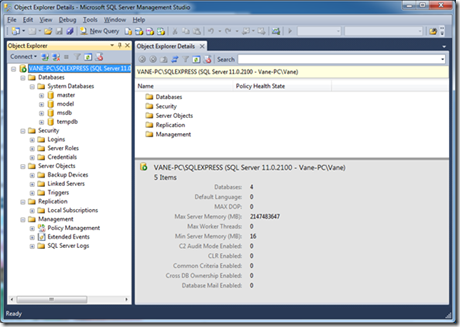 Object Explorer Details - Microsoft SQL Server Management Studio
File Edit View Debug Tools Window Community Help
New Query
Object Explorer
Connect
VANE-PC\SQLEXPRESS (SQL Server 11.0
Databases
System Databases
master
model
msdb
tempdb
Security
Logins
Server Roles
Credentials
Server Objects
Backup Devices
Linked Servers
Triggers
Replication
Local Subscriptions
Management
Policy Management
Extended Events
SQL Server Logs
Object Explorer Details
Search
VANE-PC\SQLEXPRESS (SQL Server 11.0.2100 - Vane-PC\Vane)
Name Policy Health State
Databases
Security
Server Objects
Replication
Management
VANE-PC\SQLEXPRESS (SQL Server 11.0.2100 - Vane-PC\Vane)
5 Items
Databases: 4
Default Language: 0
MAX DOP: 0
Max Server Memory (MB): 2147483647
Max Worker Threads: 0
Min Server Memory (MB): 16
C2 Audit Mode Enabled: 0
CLR Enabled: 0
Common Criteria Enabled: 0
Cross DB Ownership Enabled: 0
Database Mail Enabled: 0
Ready